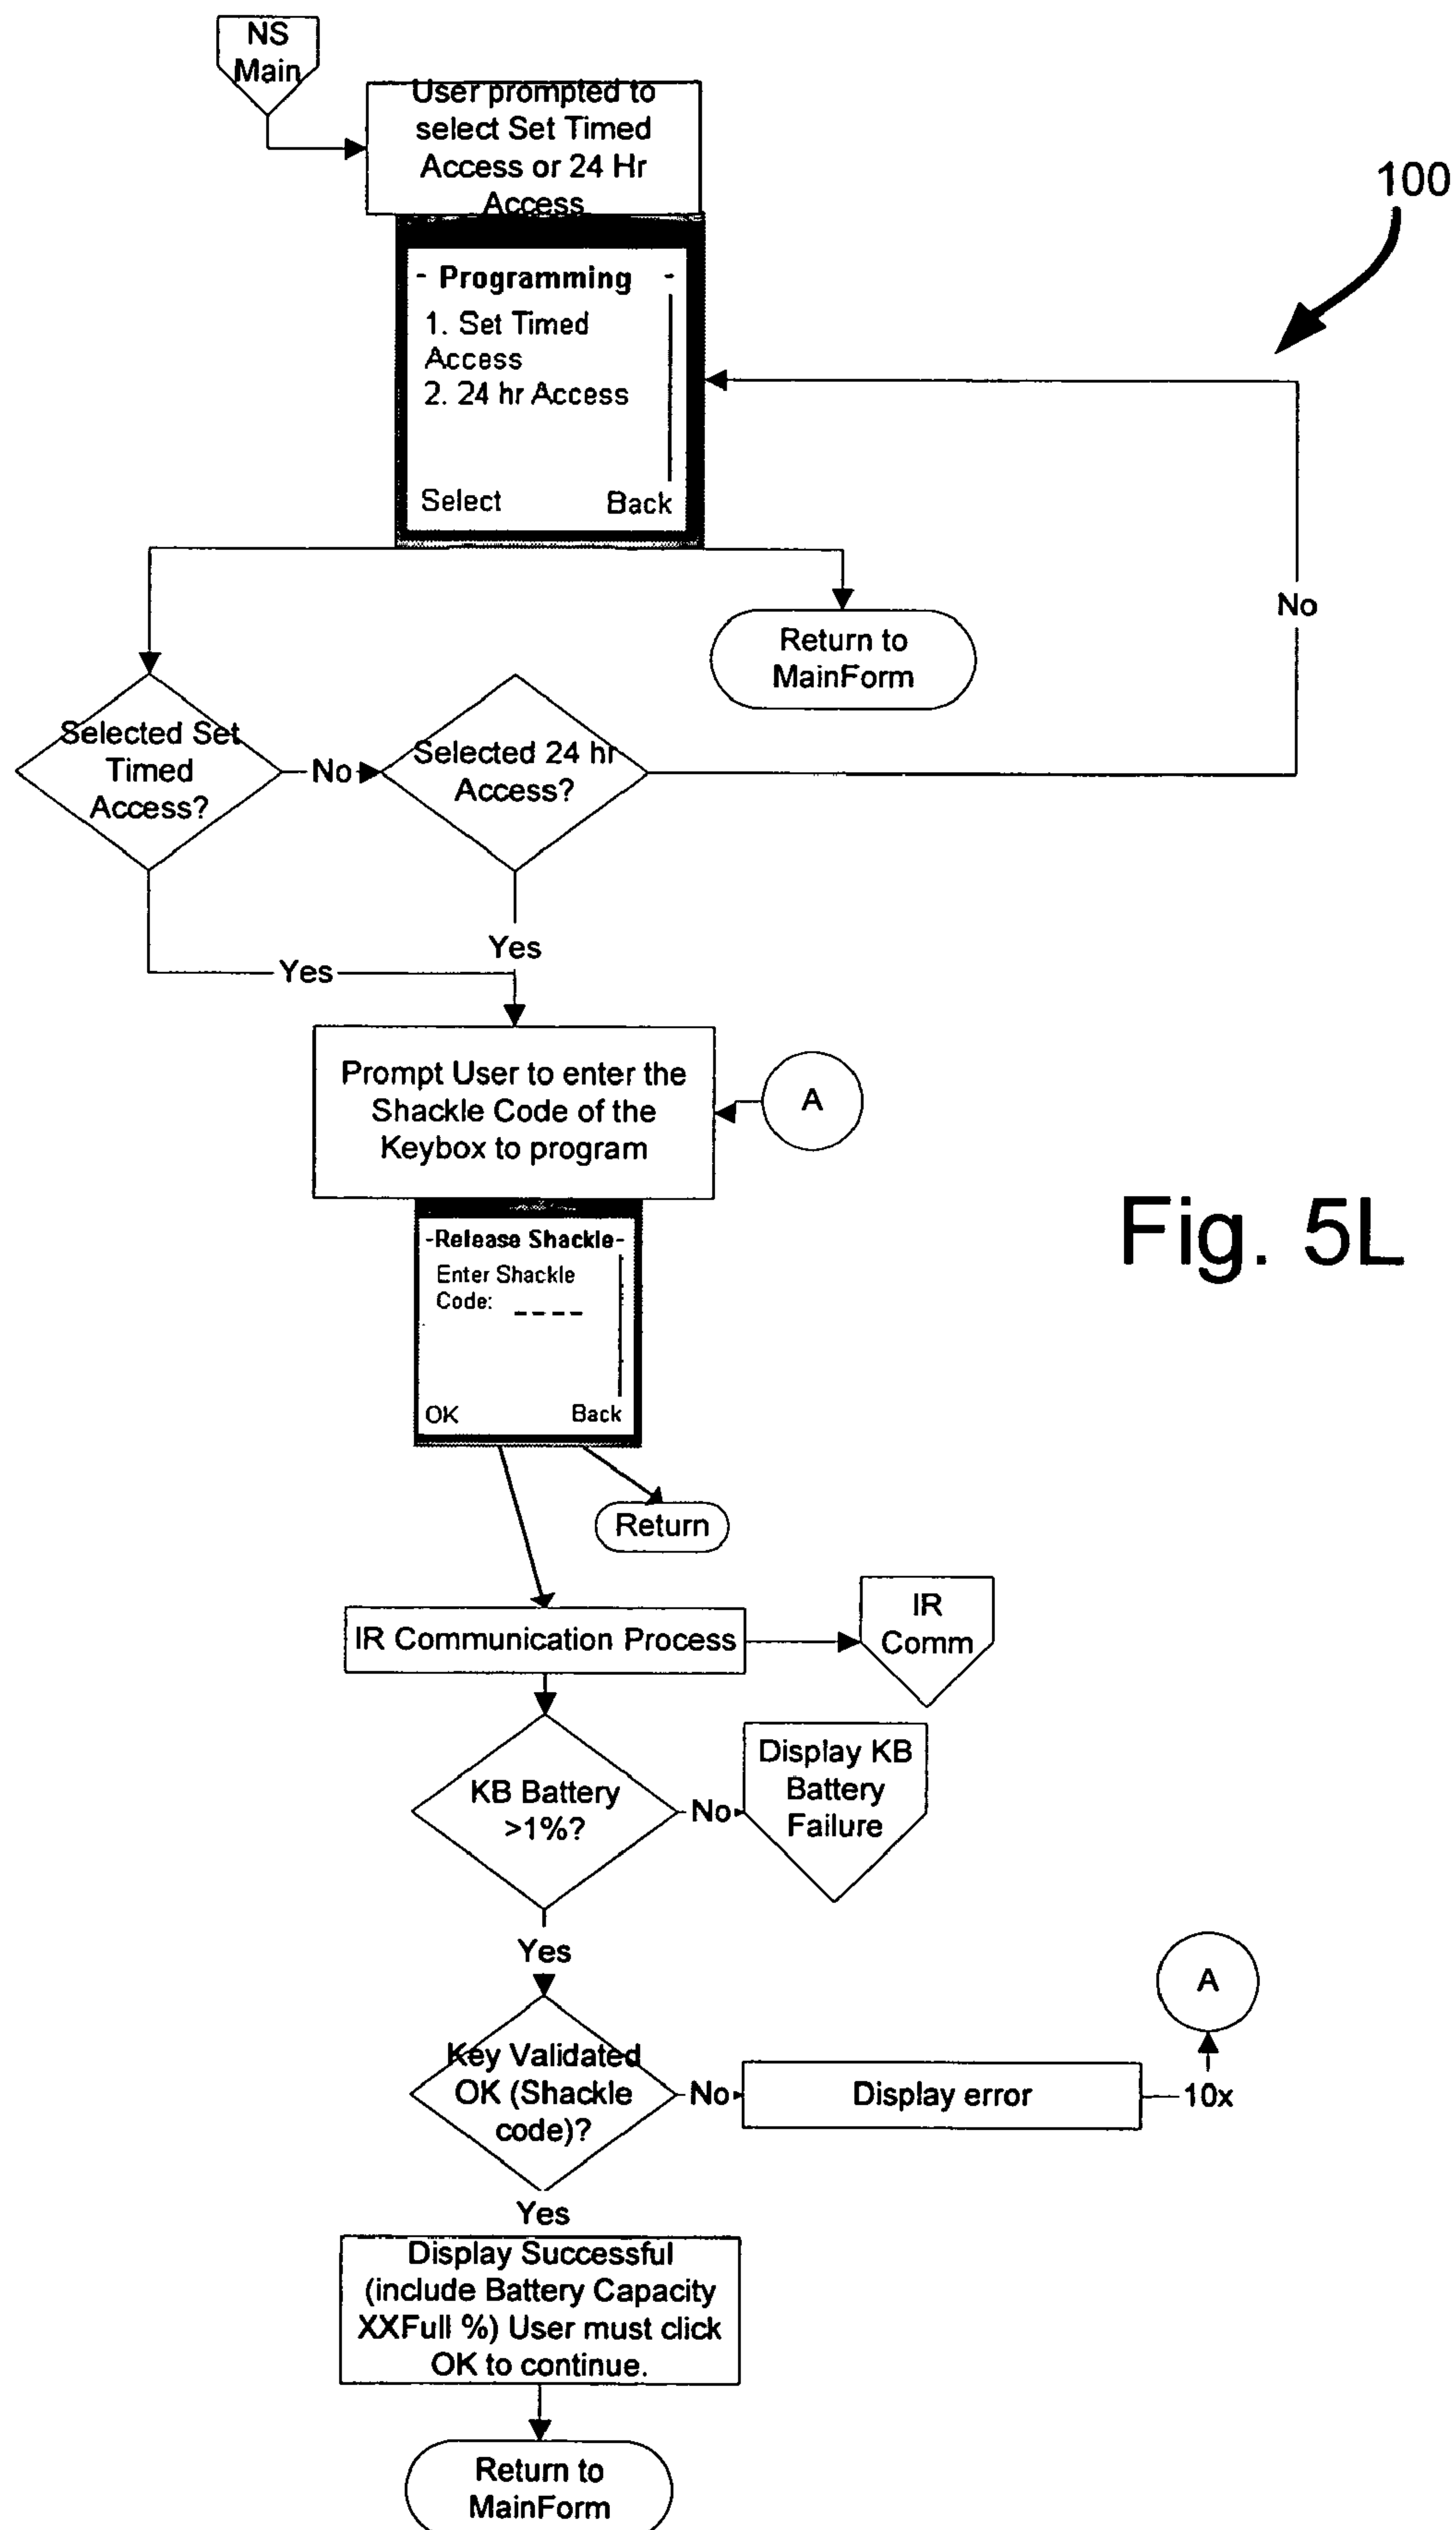 NS
Main
User prompted to
select Set Timed
Access or 24 Hr
Access
100
- Programming -
1. Set Timed
Access
2. 24 hr Access
Select Back
Return to
MainForm
No
Selected Set
Timed
Access?
No
Selected 24 hr
Access?
Yes
Yes
Prompt User to enter the
Shackle Code of the
Keybox to program
A
Fig. 5L
-Release Shackle-
Enter Shackle
Code: _ _ _ _
OK Back
Return
IR Communication Process
IR
Comm
KB Battery
>1%?
No
Display KB
Battery
Failure
Yes
A
Key Validated
OK (Shackle
code)?
No
Display error
10x
Yes
Display Successful
(include Battery Capacity
XXFull %) User must click
OK to continue.
Return to
MainForm